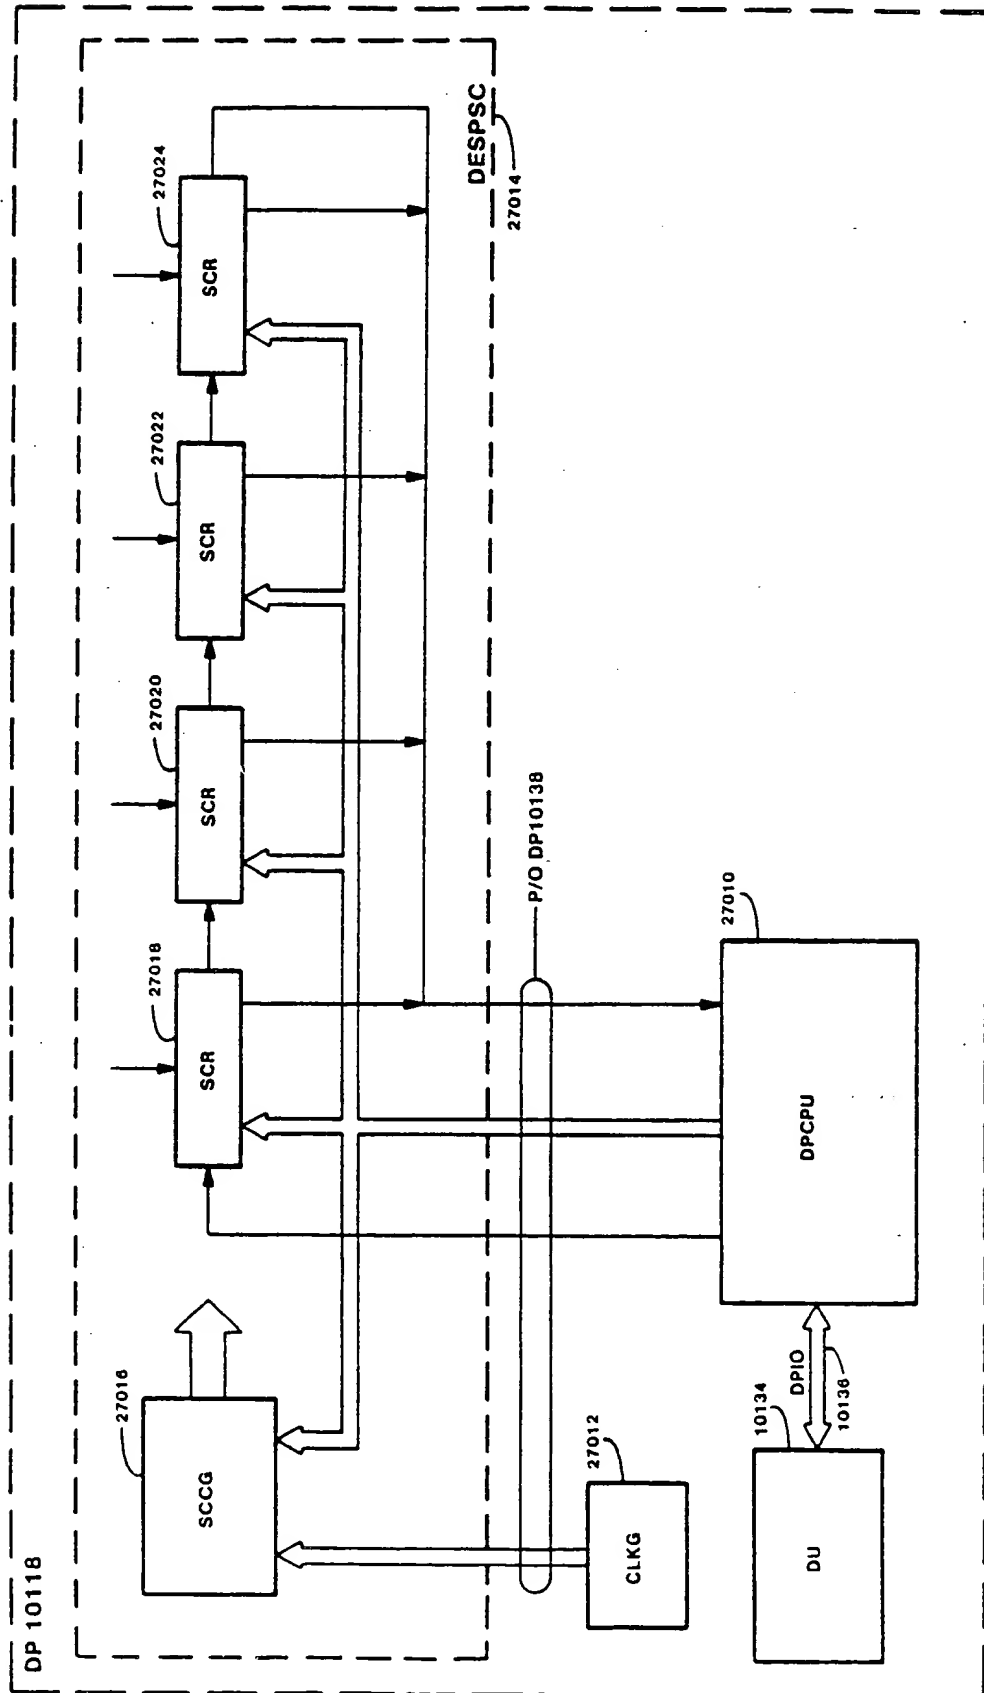 DP 10118
SCCG
27016
SCR
27018
SCR
27020
SCR
27022
SCR
27024
DESPSC
27014
P/O DP10138
CLKG
27012
DPCPU
27010
DU
10134
DPIO
10136